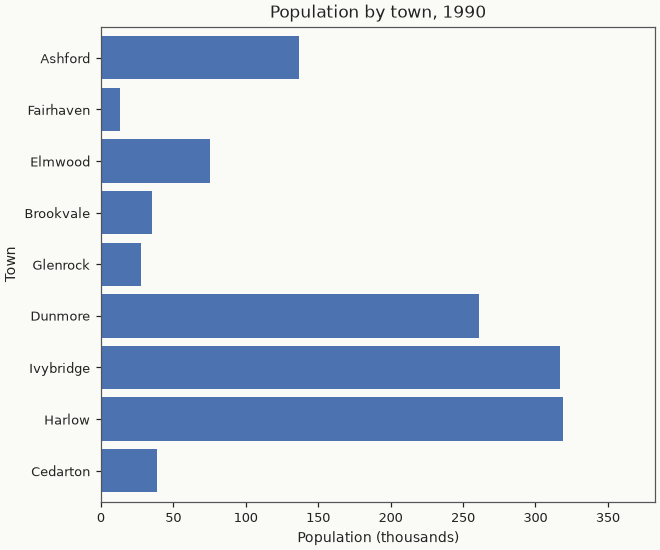 Population by town, 1990
Ashford
Fairhaven
Elmwood
Brookvale
Glenrock
Dunmore
Ivybridge
Harlow
Cedarton
Town
0 50 100 150 200 250 300 350
Population (thousands)